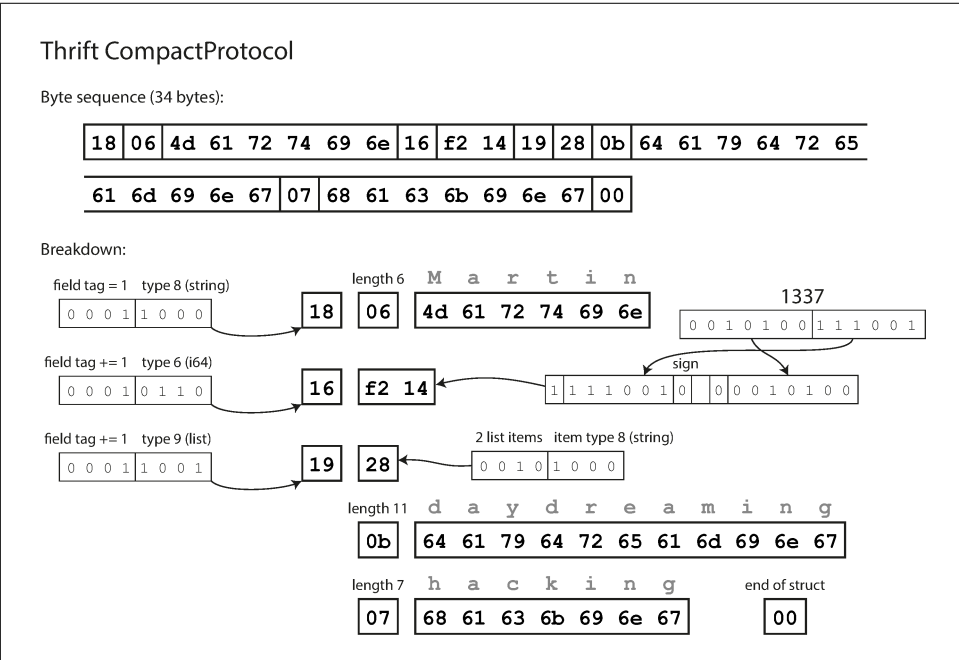 Thrift CompactProtocol
Byte sequence (34 bytes):
18 06 4d 61 72 74 69 6e 16 f2 14 19 28 0b 64 61 79 64 72 65
61 6d 69 6e 67 07 68 61 63 6b 69 6e 67 00
Breakdown:
length 6 M a r t i n
field tag = 1 type 8 (string)
0 0 0 1 1 0 0 0
18 06 4d 61 72 74 69 6e
1337
0 0 1 0 1 0 0 1 1 1 0 0 1
field tag += 1 type 6 (i64)
sign
0 0 0 1 0 1 1 0
16 f2 14
1 1 1 1 0 0 1 0 0 0 0 1 0 1 0 0
field tag += 1 type 9 (list)
2 list items item type 8 (string)
0 0 0 1 1 0 0 1
19 28
0 0 1 0 1 0 0 0
length 11 d a y d r e a m i n g
0b 64 61 79 64 72 65 61 6d 69 6e 67
length 7 h a c k i n g
end of struct
07 68 61 63 6b 69 6e 67 00